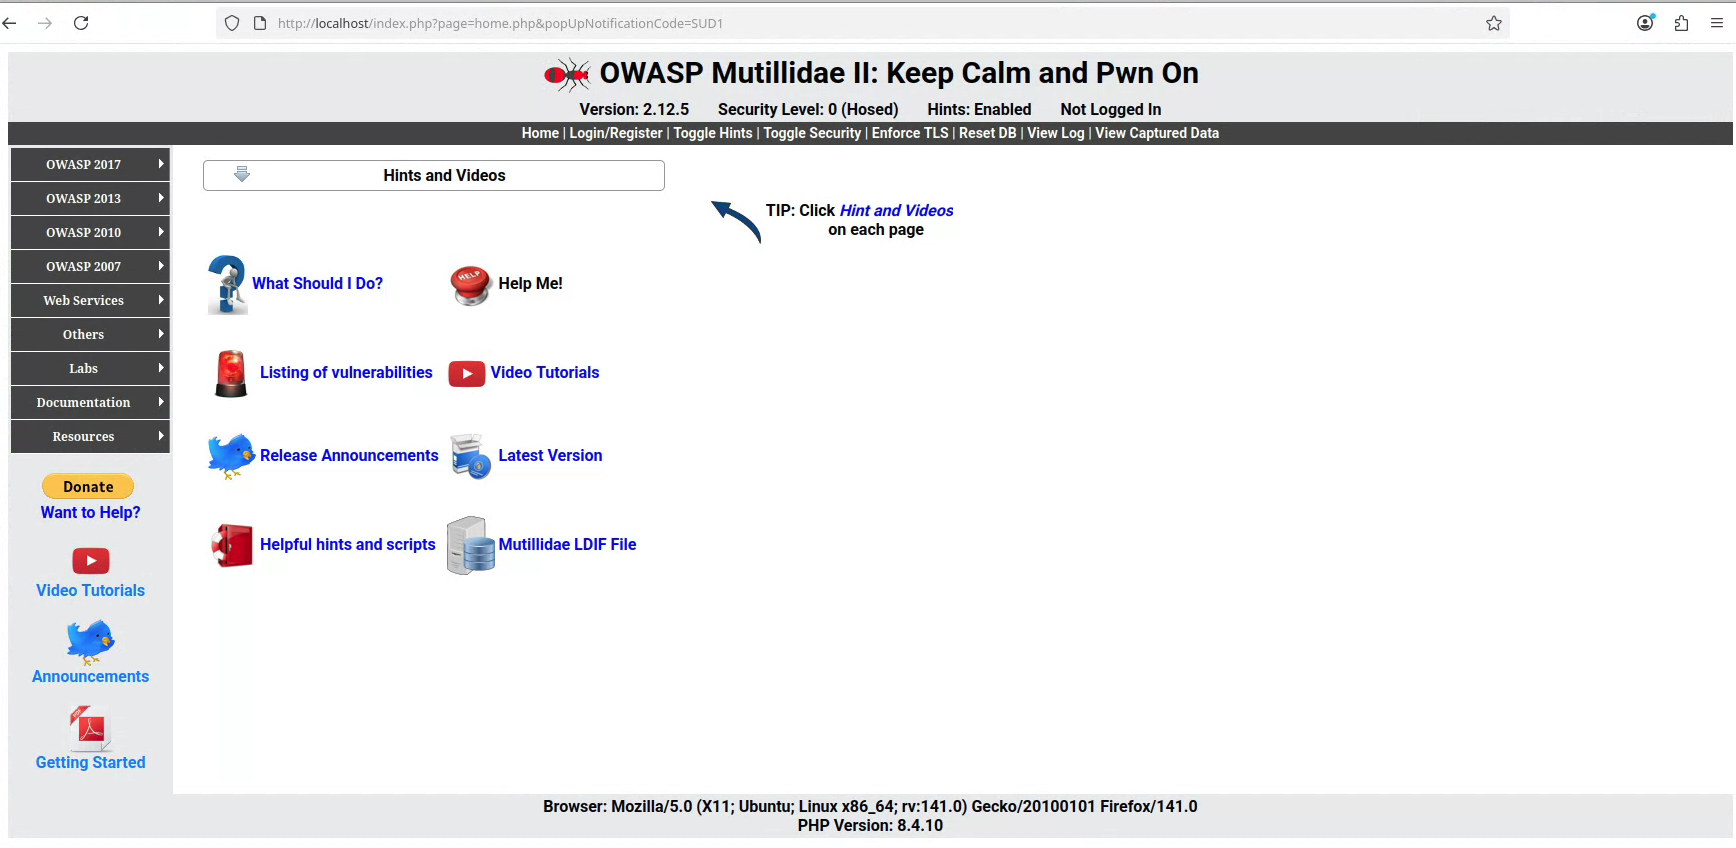 http://localhost/index.php?page=home.php&popUpNotificationCode=SUD1
OWASP Mutillidae II: Keep Calm and Pwn On
Version: 2.12.5 Security Level: 0 (Hosed) Hints: Enabled Not Logged In
Home | Login/Register | Toggle Hints | Toggle Security | Enforce TLS | Reset DB | View Log | View Captured Data
OWASP 2017
OWASP 2013
OWASP 2010
OWASP 2007
Web Services
Others
Labs
Documentation
Resources
Donate
Want to Help?
Video Tutorials
Announcements
Getting Started
Hints and Videos
TIP: Click Hint and Videos
on each page
What Should I Do?
HELP
Help Me!
Listing of vulnerabilities
Video Tutorials
Release Announcements
Latest Version
Helpful hints and scripts
Mutillidae LDIF File
Browser: Mozilla/5.0 (X11; Ubuntu; Linux x86_64; rv:141.0) Gecko/20100101 Firefox/141.0
PHP Version: 8.4.10